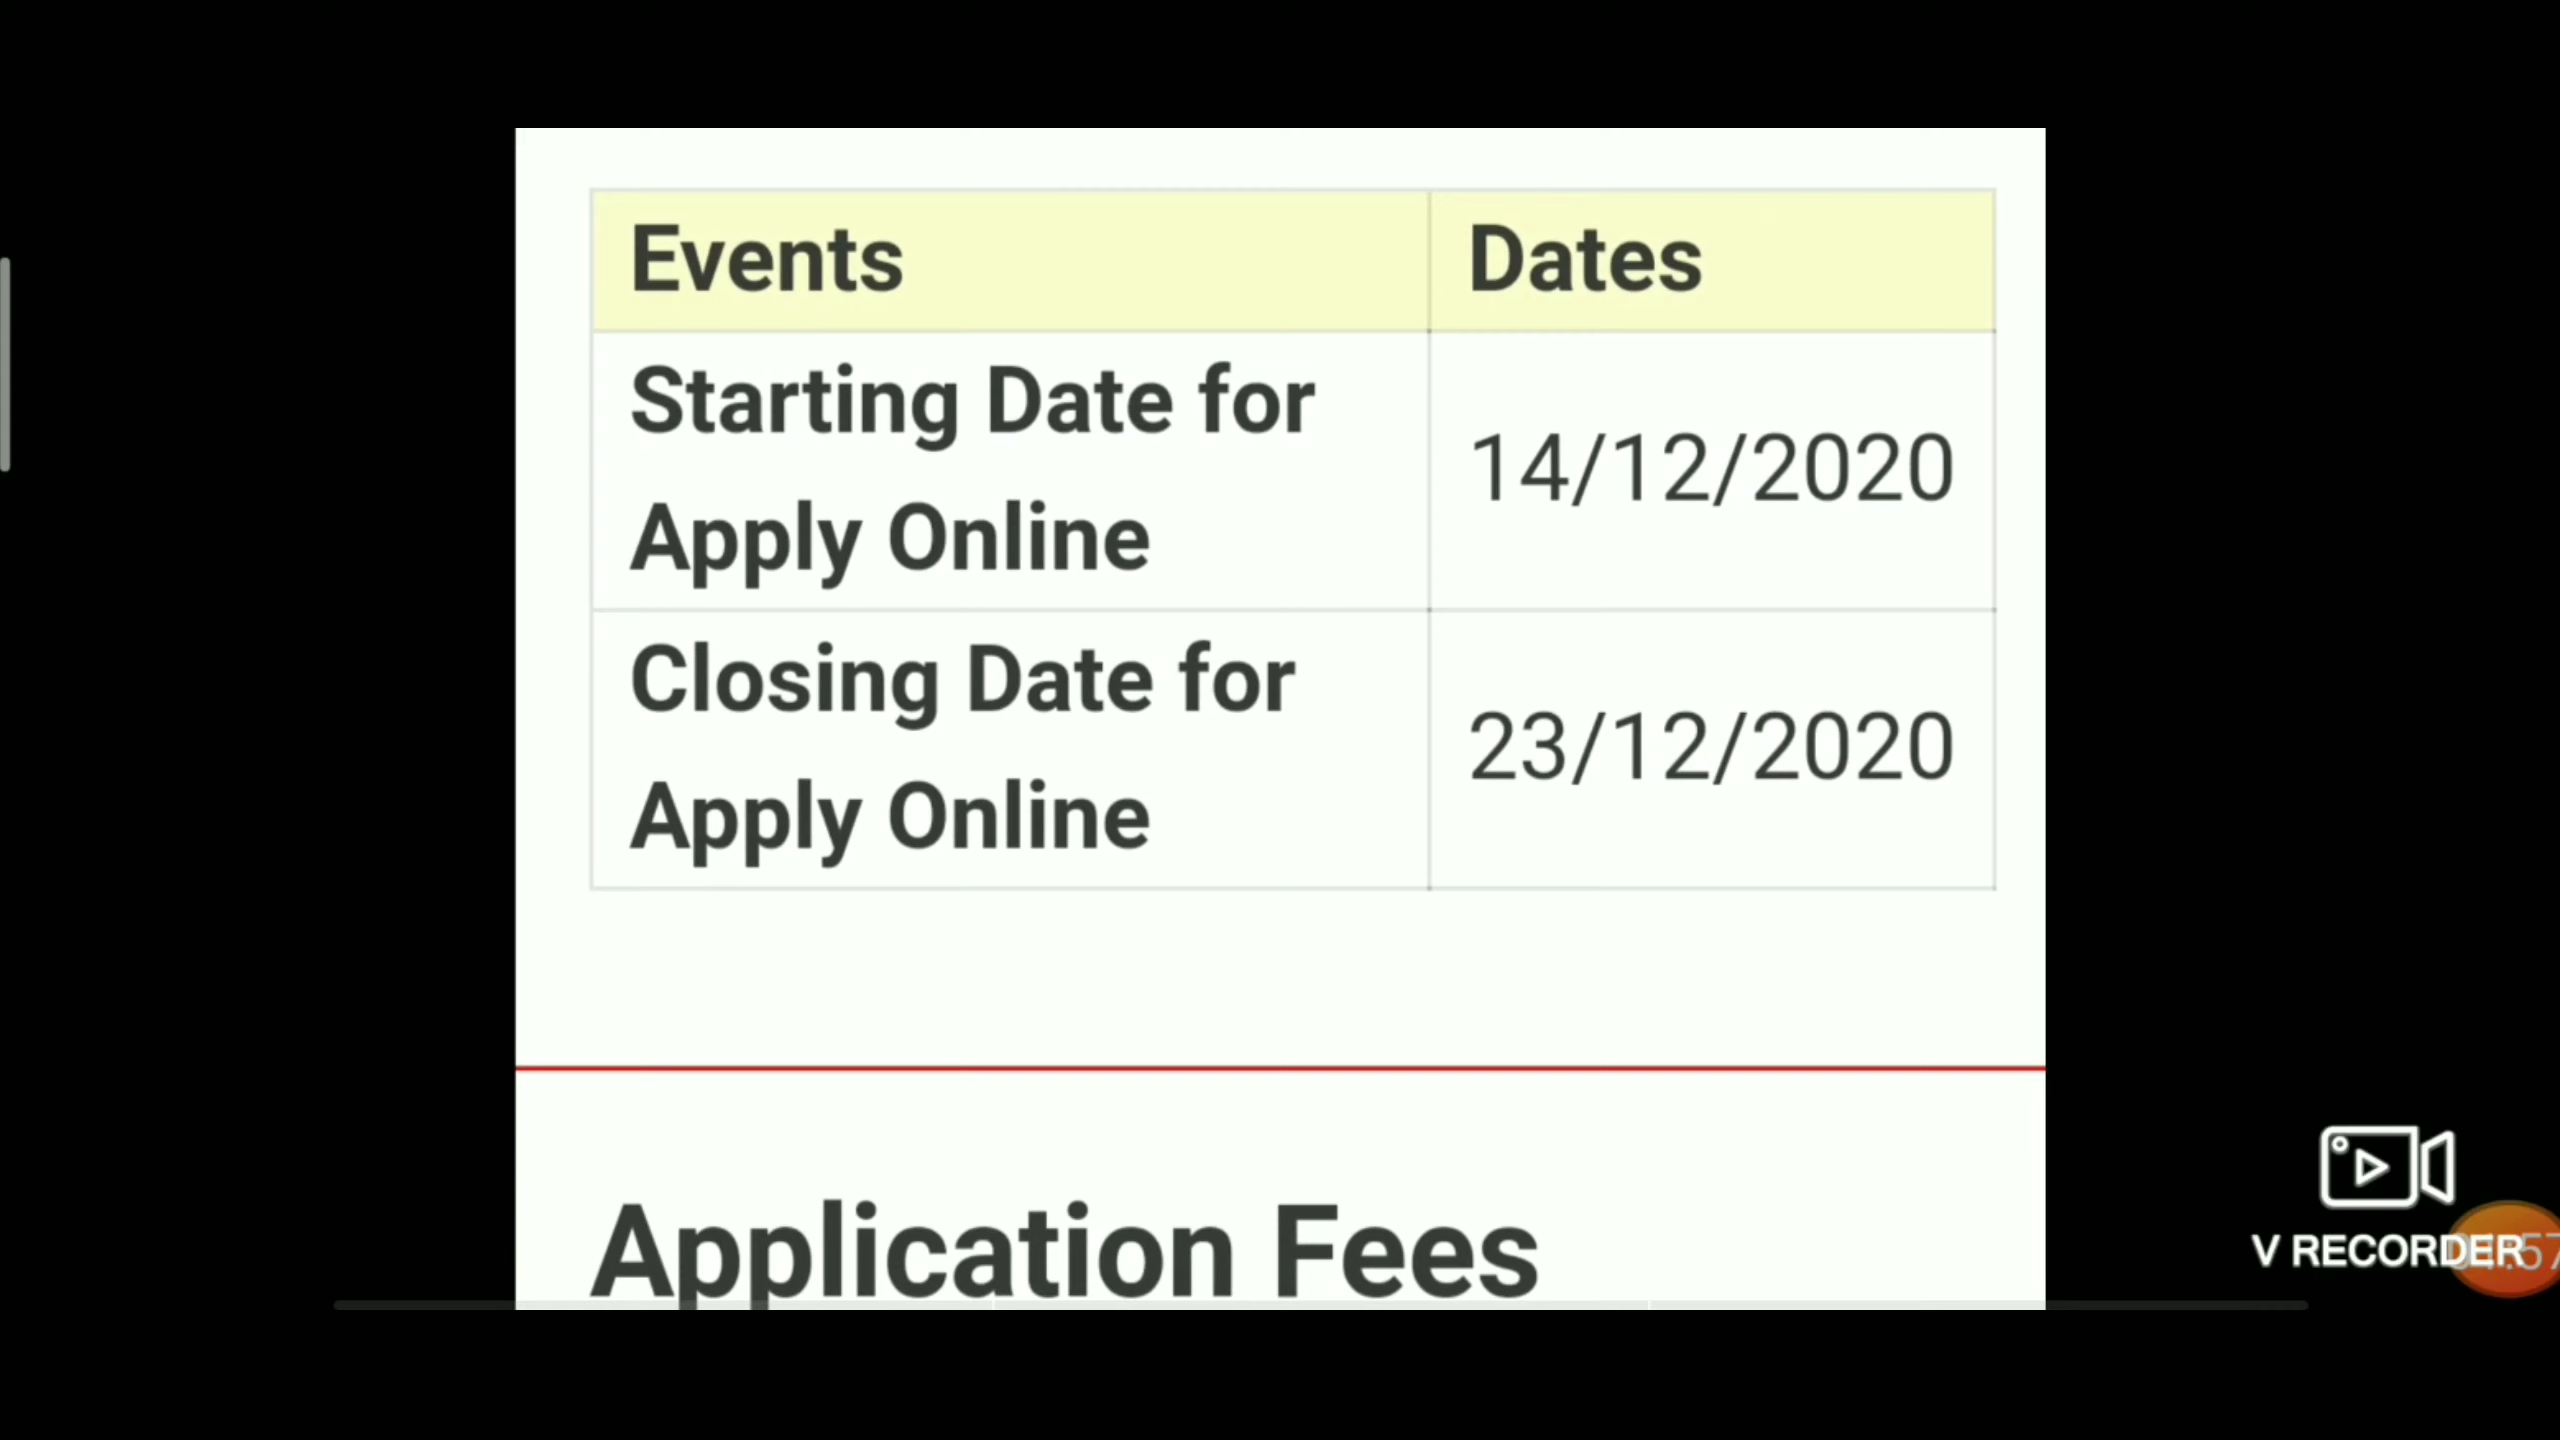 Events
Dates
Starting Date for
Apply Online
14/12/2020
Closing Date for
Apply Online
23/12/2020
Application Fees
V RECORDER